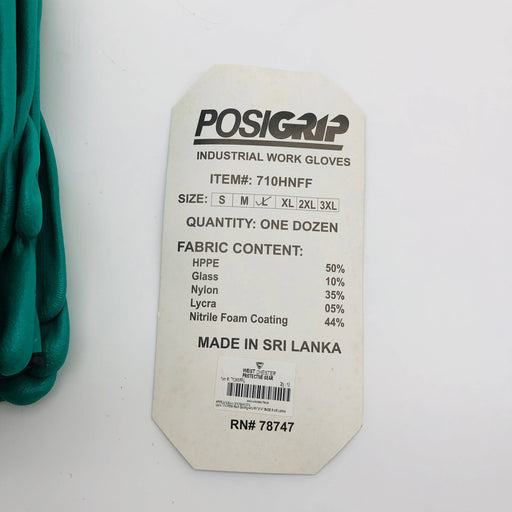 POSIGRIP
INDUSTRIAL WORK GLOVES
ITEM#: 710HNFF
SIZE: S M L XL 2XL 3XL
QUANTITY: ONE DOZEN
FABRIC CONTENT:
HPPE 50%
Glass 10%
Nylon 35%
Lycra 05%
Nitrile Foam Coating 44%
MADE IN SRI LANKA
WEST CHESTER
PROTECTIVE GEAR
RN# 78747